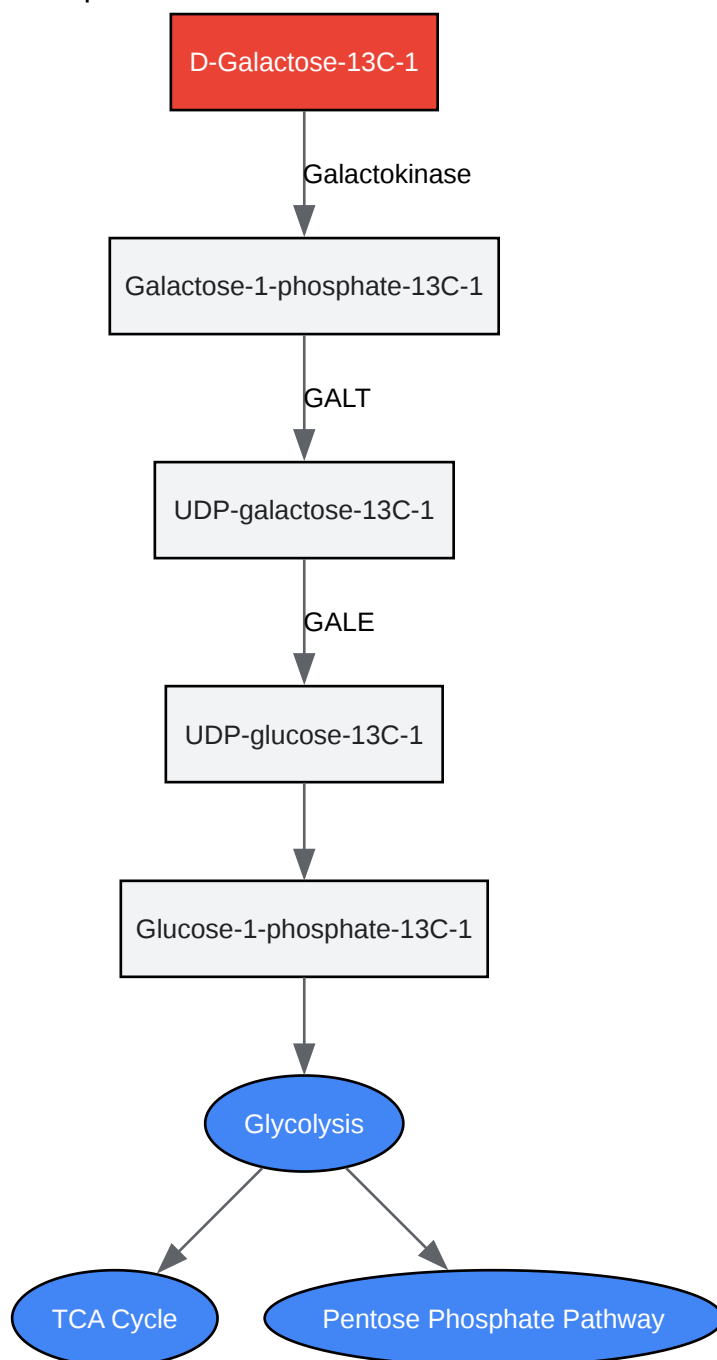 D-Galactose-13C-1
Galactokinase
Galactose-1-phosphate-13C-1
GALT
UDP-galactose-13C-1
GALE
UDP-glucose-13C-1
Glucose-1-phosphate-13C-1
Glycolysis
TCA Cycle
Pentose Phosphate Pathway